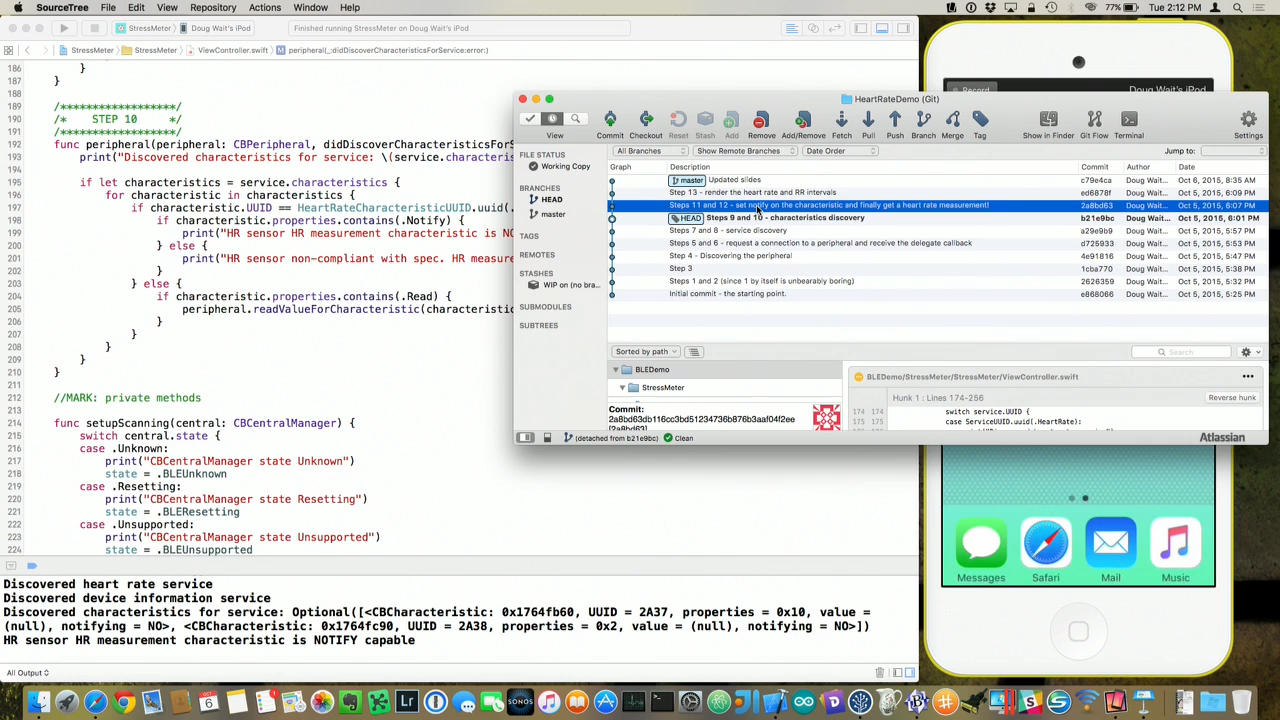 SourceTree File Edit View Repository Actions Window Help
77% Tue 2:12 PM
StressMeter Doug Wait's iPod Finished running StressMeter on Doug Wait's iPod
StressMeter StressMeter ViewController.swift peripheral(_:didDiscoverCharacteristicsForService:error:)
186 }
187 }
188
189 /******************/
190 /* STEP 10 */
191 /******************/
192 func peripheral(peripheral: CBPeripheral, didDiscoverCharacteristicsForS
193 print("Discovered characteristics for service: \(service.characteris
194
195 if let characteristics = service.characteristics {
196 for characteristic in characteristics {
197 if characteristic.UUID == HeartRateCharacteristicUUID.uuid(.
198 if characteristic.properties.contains(.Notify) {
199 print("HR sensor HR measurement characteristic is NO
200 } else {
201 print("HR sensor non-compliant with spec. HR measure
202 }
203 } else {
204 if characteristic.properties.contains(.Read) {
205 peripheral.readValueForCharacteristic(characteristic
206 }
207 }
208 }
209 }
210 }
211
212 //MARK: private methods
213
214 func setupScanning(central: CBCentralManager) {
215 switch central.state {
216 case .Unknown:
217 print("CBCentralManager state Unknown")
218 state = .BLEUnknown
219 case .Resetting:
220 print("CBCentralManager state Resetting)
221 state = .BLEResetting
222 case .Unsupported:
223 print("CBCentralManager state Unsupported")
224 state = .BLEUnsupported
Discovered heart rate service
Discovered device information service
Discovered characteristics for service: Optional([<CBCharacteristic: 0x1764fb60, UUID = 2A37, properties = 0x10, value =
(null), notifying = NO>, <CBCharacteristic: 0x1764fc90, UUID = 2A38, properties = 0x2, value = (null), notifying = NO>])
HR sensor HR measurement characteristic is NOTIFY capable
All Output
HeartRateDemo (Git)
View Commit Checkout Reset Stash Add Remove Add/Remove Fetch Pull Push Branch Merge Tag Show in Finder Git Flow Terminal Settings
All Branches Show Remote Branches Date Order Jump to:
FILE STATUS
Working Copy
BRANCHES
HEAD
master
TAGS
REMOTES
STASHES
WIP on (no bra...
SUBMODULES
SUBTREES
Graph Description Commit Author Date
master Updated slides c79e4ca Doug Wait... Oct 6, 2015, 8:35 AM
Step 13 - render the heart rate and RR intervals ed6878f Doug Wait... Oct 5, 2015, 6:09 PM
Steps 11 and 12 - set notify on the characteristic and finally get a heart rate measurement! 2a8bd63 Doug Wait... Oct 5, 2015, 6:07 PM
HEAD Steps 9 and 10 - characteristics discovery b21e9bc Doug Wait... Oct 5, 2015, 6:01 PM
Steps 7 and 8 - service discovery a29e9b9 Doug Wait... Oct 5, 2015, 5:57 PM
Steps 5 and 6 - request a connection to a peripheral and receive the delegate callback d725933 Doug Wait... Oct 5, 2015, 5:53 PM
Step 4 - Discovering the peripheral 4e91816 Doug Wait... Oct 5, 2015, 5:47 PM
Step 3 1cba770 Doug Wait... Oct 5, 2015, 5:38 PM
Steps 1 and 2 (since 1 by itself is unbearably boring) 2626359 Doug Wait... Oct 5, 2015, 5:32 PM
Initial commit - the starting point. e868066 Doug Wait... Oct 5, 2015, 5:25 PM
Sorted by path Search
BLEDemo
StressMeter
Commit:
2a8bd63db116cc3bd51234736b876b3aaf04f2ee
BLEDemo/StressMeter/StressMeter/ViewController.swift
Hunk 1 : Lines 174-256 Reverse hunk
174 174 switch service.UUID {
175 175 case ServiceUUID.uuid(.HeartRate):
(detached from b21e9bc) Clean Atlassian
Record Doug Wait's iPod
Messages Safari Mail Music